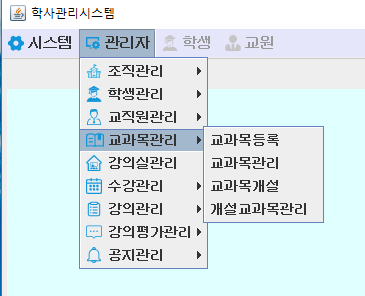 학사관리시스템
시스템 관리자 학생 교원
조직관리
학생관리
교직원관리
교과목관리
강의실관리
수강관리
강의관리
강의평가관리
공지관리
교과목등록
교과목관리
교과목개설
개설교과목관리